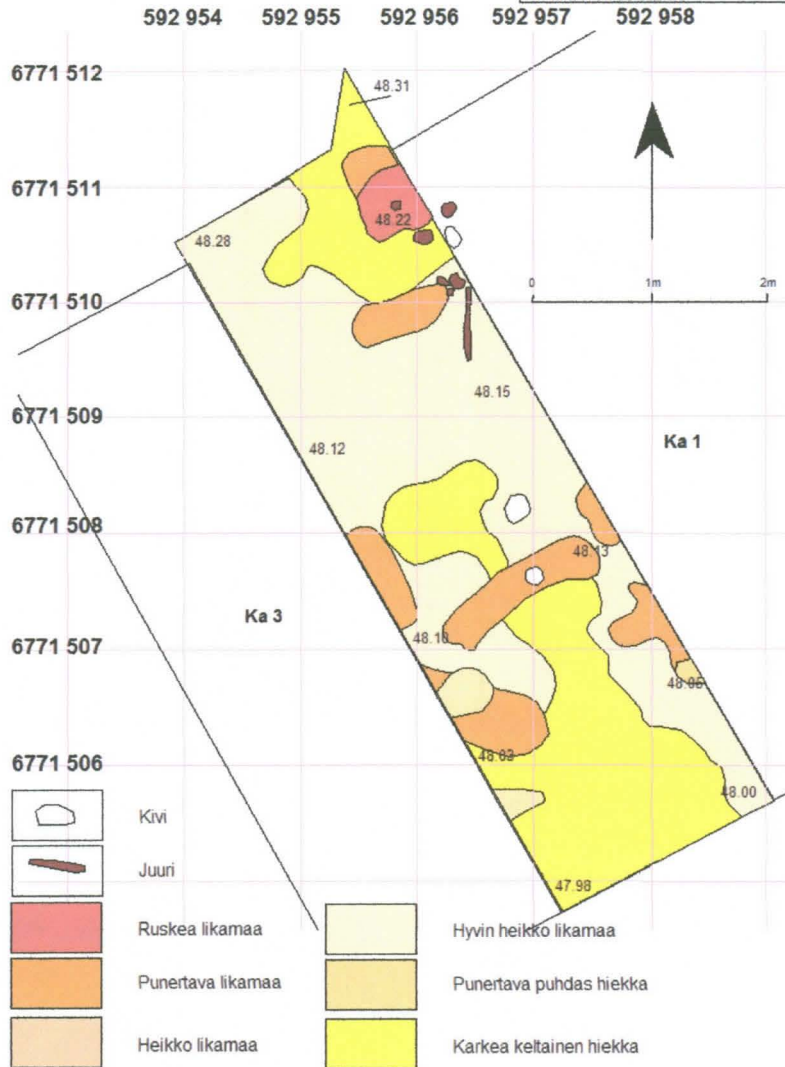 592 954 592 955 592 956 592 957 592 958
6771 512
48.31
6771 511
48.22
48.28
6771 510
0 1m 2m
48.15
6771 509
48.12
Ka 1
6771 508
48.13
Ka 3
48.10
6771 507
48.05
48.03
6771 506
48.00
Kivi
Juuri
47.98
Ruskea likamaa Hyvin heikko likamaa
Punertava likamaa Punertava puhdas hiekka
Heikko likamaa Karkea keltainen hiekka